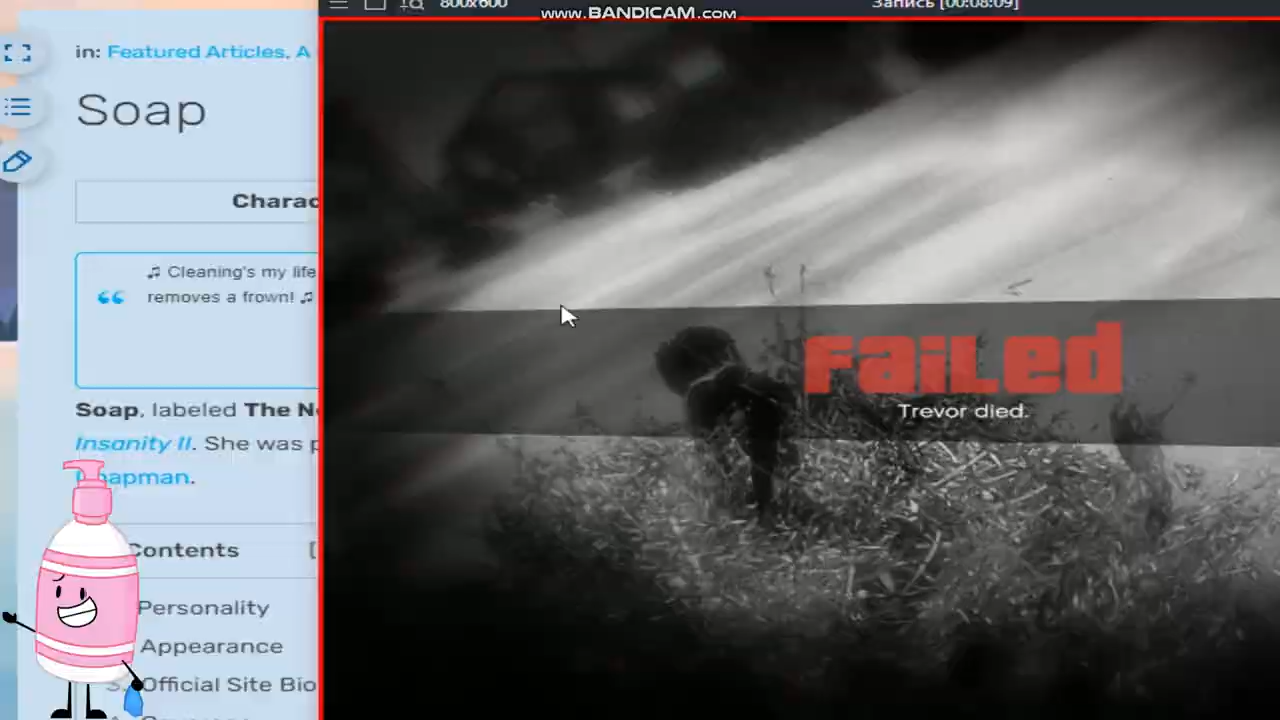 800x600
Запись [00:08:09]
www.BANDICAM.com
in: Featured Articles, A
Soap
Charac
♫ Cleaning's my life
removes a frown! ♫
Failed
Trevor died.
Soap, labeled The N
Insanity II. She was p
hapman.
Contents [
Personality
Appearance
Official Site Bio